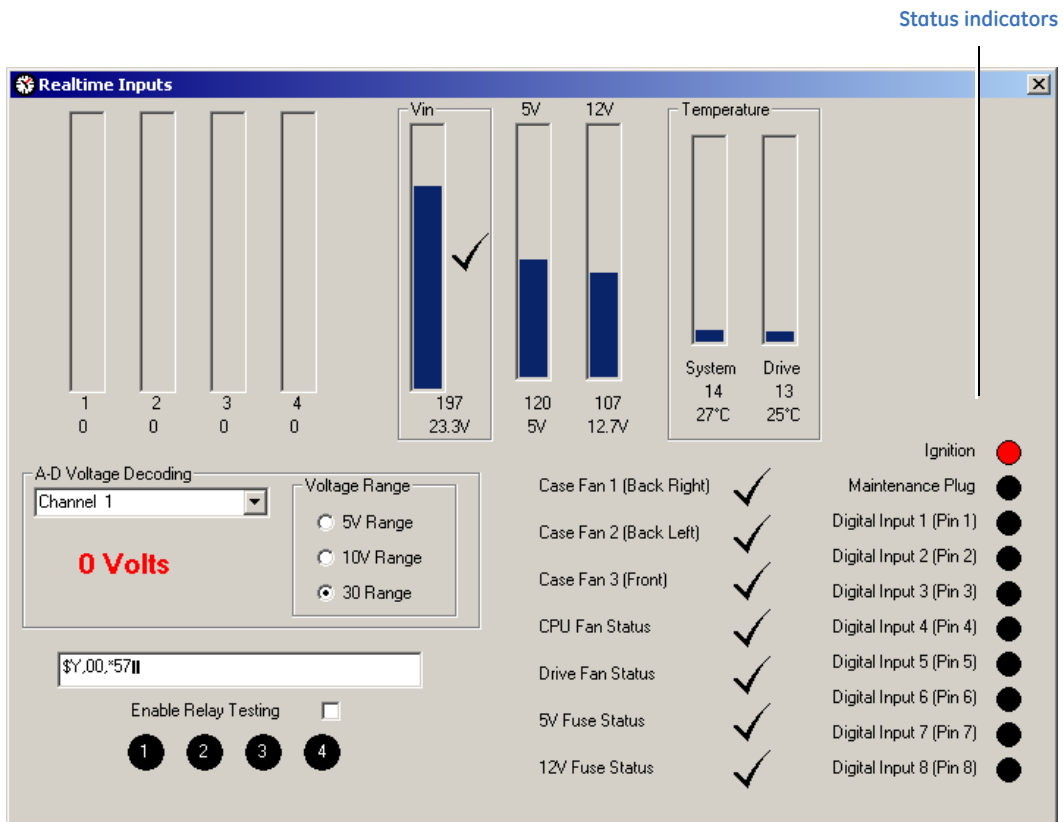 Status indicators
Realtime Inputs
Vin 5V 12V Temperature
1 2 3 4
0 0 0 0
197 120 107
23.3V 5V 12.7V
System Drive
14 13
27°C 25°C
A-D Voltage Decoding
Channel 1
0 Volts
Voltage Range
5V Range
10V Range
30 Range
$Y,00,*57||
Enable Relay Testing
1 2 3 4
Case Fan 1 (Back Right)
Case Fan 2 (Back Left)
Case Fan 3 (Front)
CPU Fan Status
Drive Fan Status
5V Fuse Status
12V Fuse Status
Ignition
Maintenance Plug
Digital Input 1 (Pin 1)
Digital Input 2 (Pin 2)
Digital Input 3 (Pin 3)
Digital Input 4 (Pin 4)
Digital Input 5 (Pin 5)
Digital Input 6 (Pin 6)
Digital Input 7 (Pin 7)
Digital Input 8 (Pin 8)